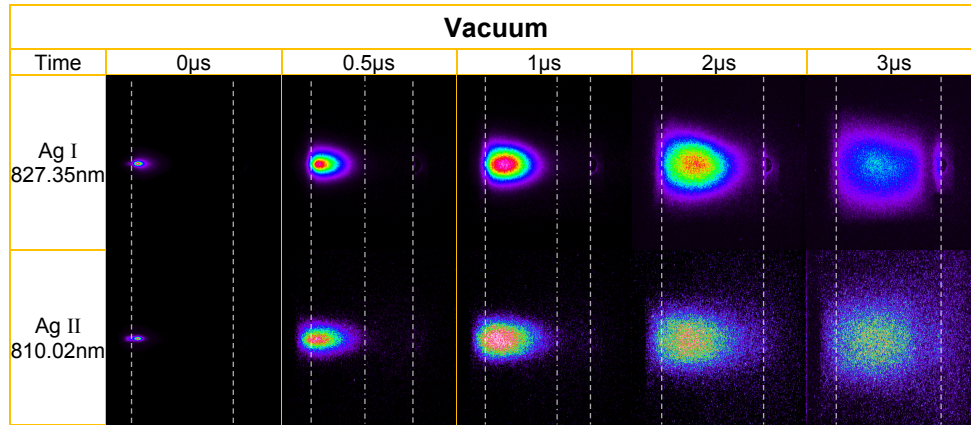 Vacuum
Time 0μs 0.5μs 1μs 2μs 3μs
Ag I
827.35nm
Ag II
810.02nm